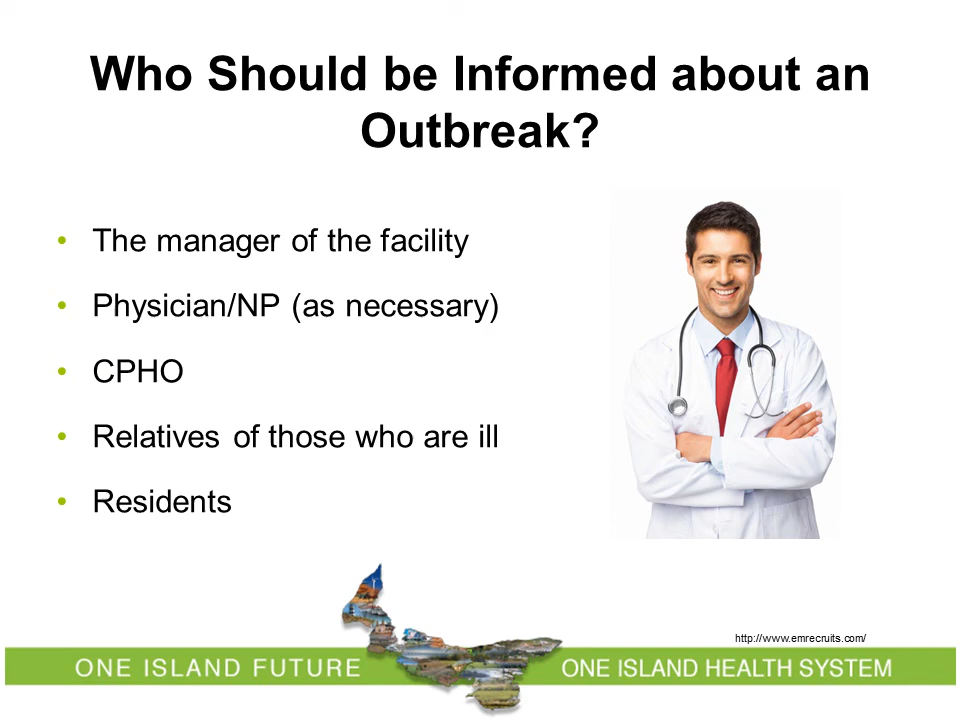 Who Should be Informed about an
Outbreak?
• The manager of the facility
• Physician/NP (as necessary)
• CPHO
• Relatives of those who are ill
• Residents
http://www.emrecruits.com/
ONE ISLAND FUTURE
ONE ISLAND HEALTH SYSTEM